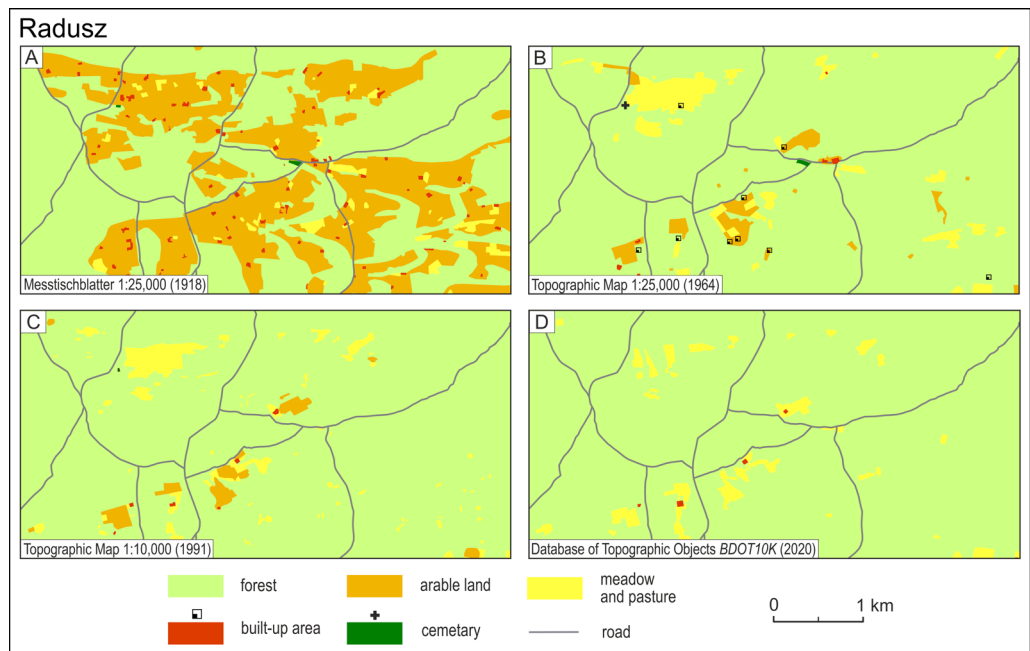 Radusz
A
B
Messtischblatter 1:25,000 (1918)
Topographic Map 1:25,000 (1964)
C
D
Topographic Map 1:10,000 (1991)
Database of Topographic Objects BDOT10K (2020)
forest
arable land
meadow
and pasture
built-up area
cemetary
road
0 1 km